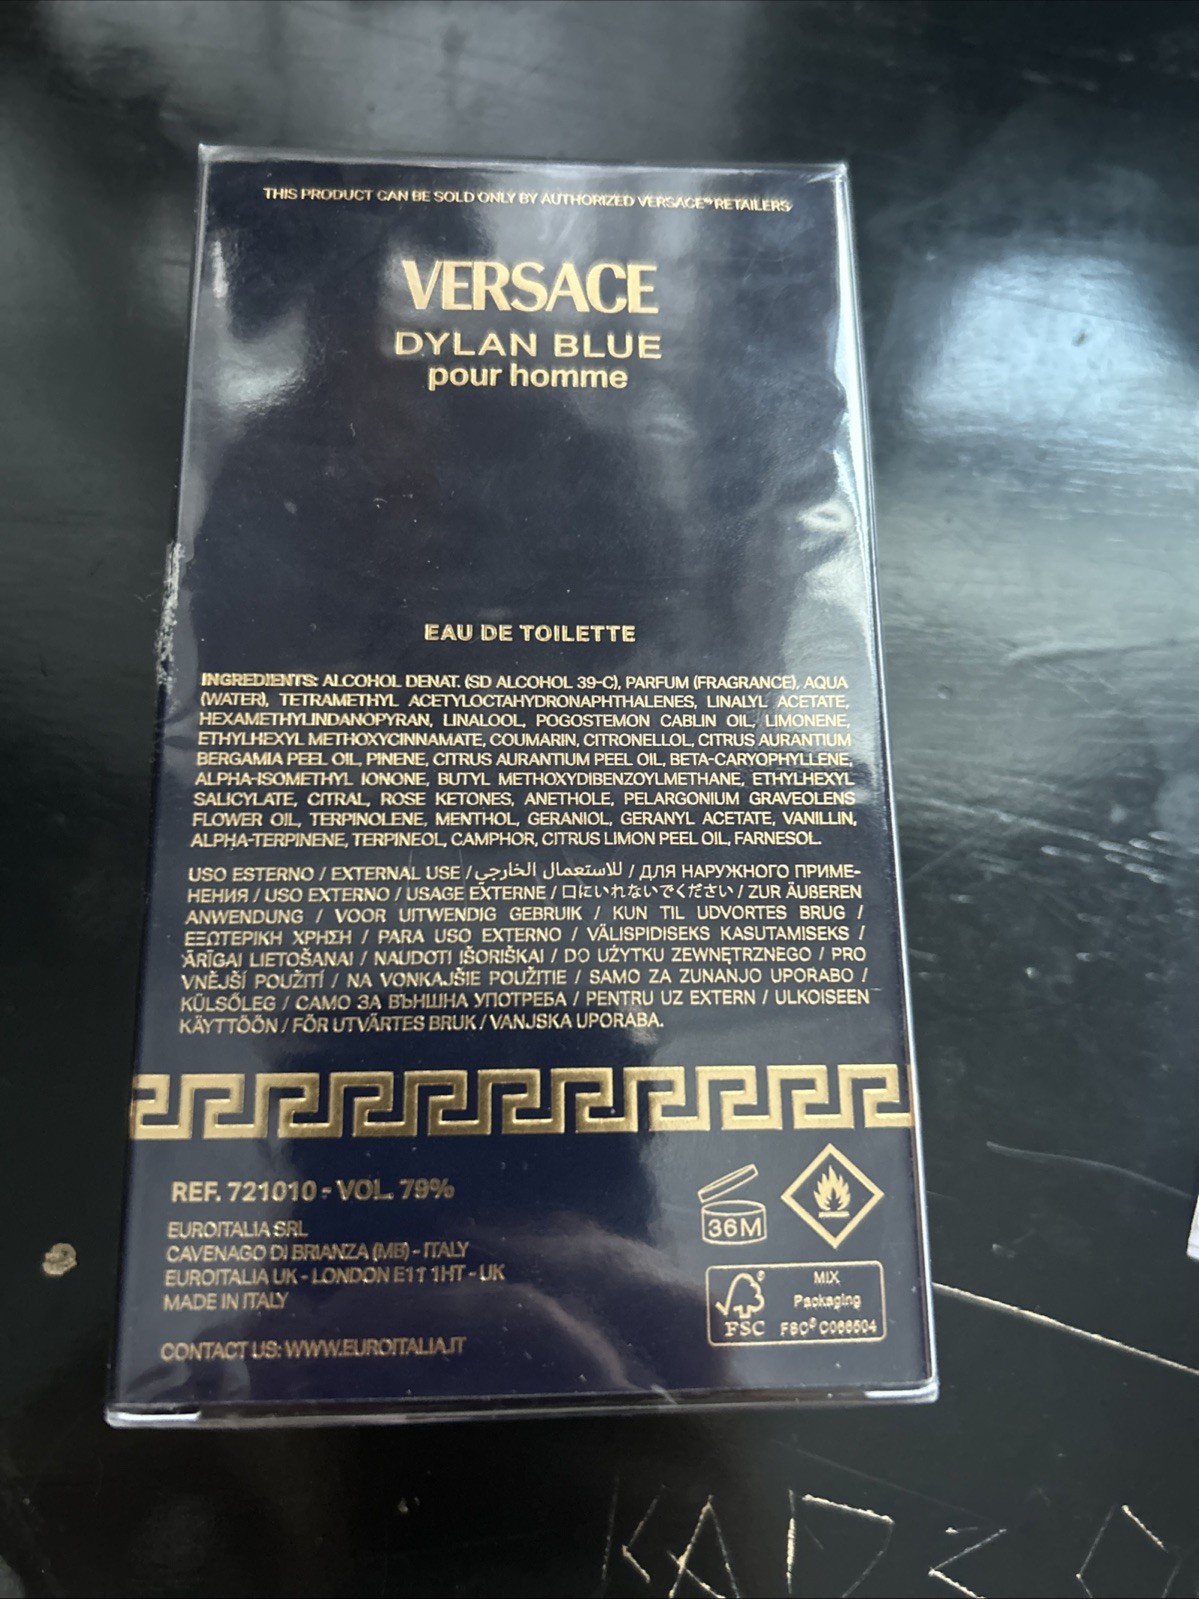 THIS PRODUCT CAN BE SOLD ONLY BY AUTHORIZED VERSACE™ RETAILERS
VERSACE
DYLAN BLUE
pour homme
EAU DE TOILETTE
INGREDIENTS: ALCOHOL DENAT. (SD ALCOHOL 39-C), PARFUM (FRAGRANCE), AQUA
(WATER), TETRAMETHYL ACETYLOCTAHYDRONAPHTHALENES, LINALYL ACETATE,
HEXAMETHYLINDANOPYRAN, LINALOOL, POGOSTEMON CABLIN OIL, LIMONENE,
ETHYLHEXYL METHOXYCINNAMATE, COUMARIN, CITRONELLOL, CITRUS AURANTIUM
BERGAMIA PEEL OIL, PINENE, CITRUS AURANTIUM PEEL OIL, BETA-CARYOPHYLLENE,
ALPHA-ISOMETHYL IONONE, BUTYL METHOXYDIBENZOYLMETHANE, ETHYLHEXYL
SALICYLATE, CITRAL, ROSE KETONES, ANETHOLE, PELARGONIUM GRAVEOLENS
FLOWER OIL, TERPINOLENE, MENTHOL, GERANIOL, GERANYL ACETATE, VANILLIN,
ALPHA-TERPINENE, TERPINEOL, CAMPHOR, CITRUS LIMON PEEL OIL, FARNESOL.
USO ESTERNO / EXTERNAL USE / للاستعمال الخارجي / ДЛЯ НАРУЖНОГО ПРИМЕ-
НЕНИЯ / USO EXTERNO / USAGE EXTERNE / 口にいれないでください / ZUR ÄUßEREN
ANWENDUNG / VOOR UITWENDIG GEBRUIK / KUN TIL UDVORTES BRUG /
ΕΞΩΤΕΡΙΚΗ ΧΡΗΣΗ / PARA USO EXTERNO / VÄLISPIDISEKS KASUTAMISEKS /
ĀRĪGAI LIETOŠANAI / NAUDOTI IŠORIŠKAI / DO UŻYTKU ZEWNĘTRZNEGO / PRO
VNĚJŠÍ POUŽITÍ / NA VONKAJŠIE POUŽITIE / SAMO ZA ZUNANJO UPORABO /
KÜLSŐLEG / САМО ЗА ВЪНШНА УПОТРЕБА / PENTRU UZ EXTERN / ULKOISEEN
KÄYTTÖÖN / FÖR UTVÄRTES BRUK / VANJSKA UPORABA.
REF. 721010 - VOL. 79%
EUROITALIA SRL
CAVENAGO DI BRIANZA (MB) - ITALY
EUROITALIA UK - LONDON E1T 1HT - UK
MADE IN ITALY
CONTACT US: WWW.EUROITALIA.IT
36M
FSC
MIX
Packaging
FSC® C066504